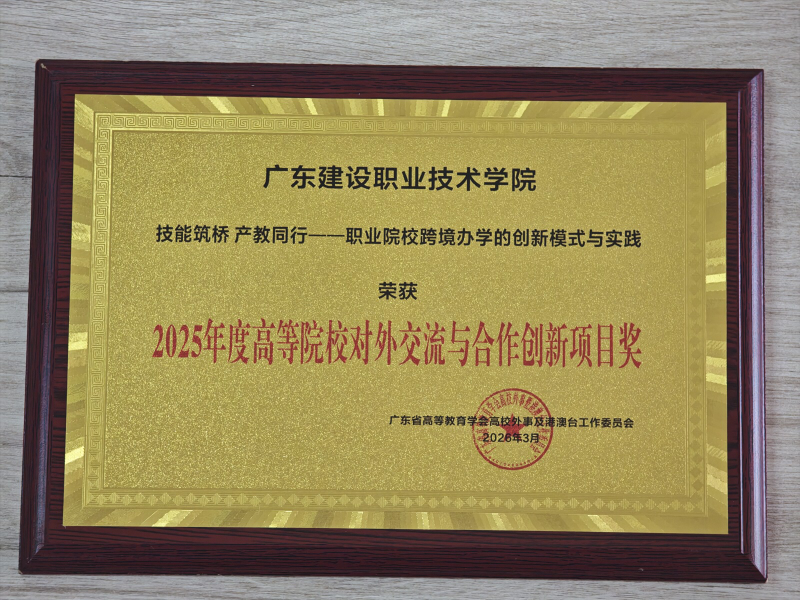 广东建设职业技术学院
技能筑桥 产教同行——职业院校跨境办学的创新模式与实践
荣获
2025年度高等院校对外交流与合作创新项目奖
广东省高等教育学会高校外事及港澳台工作委员会
2026年3月